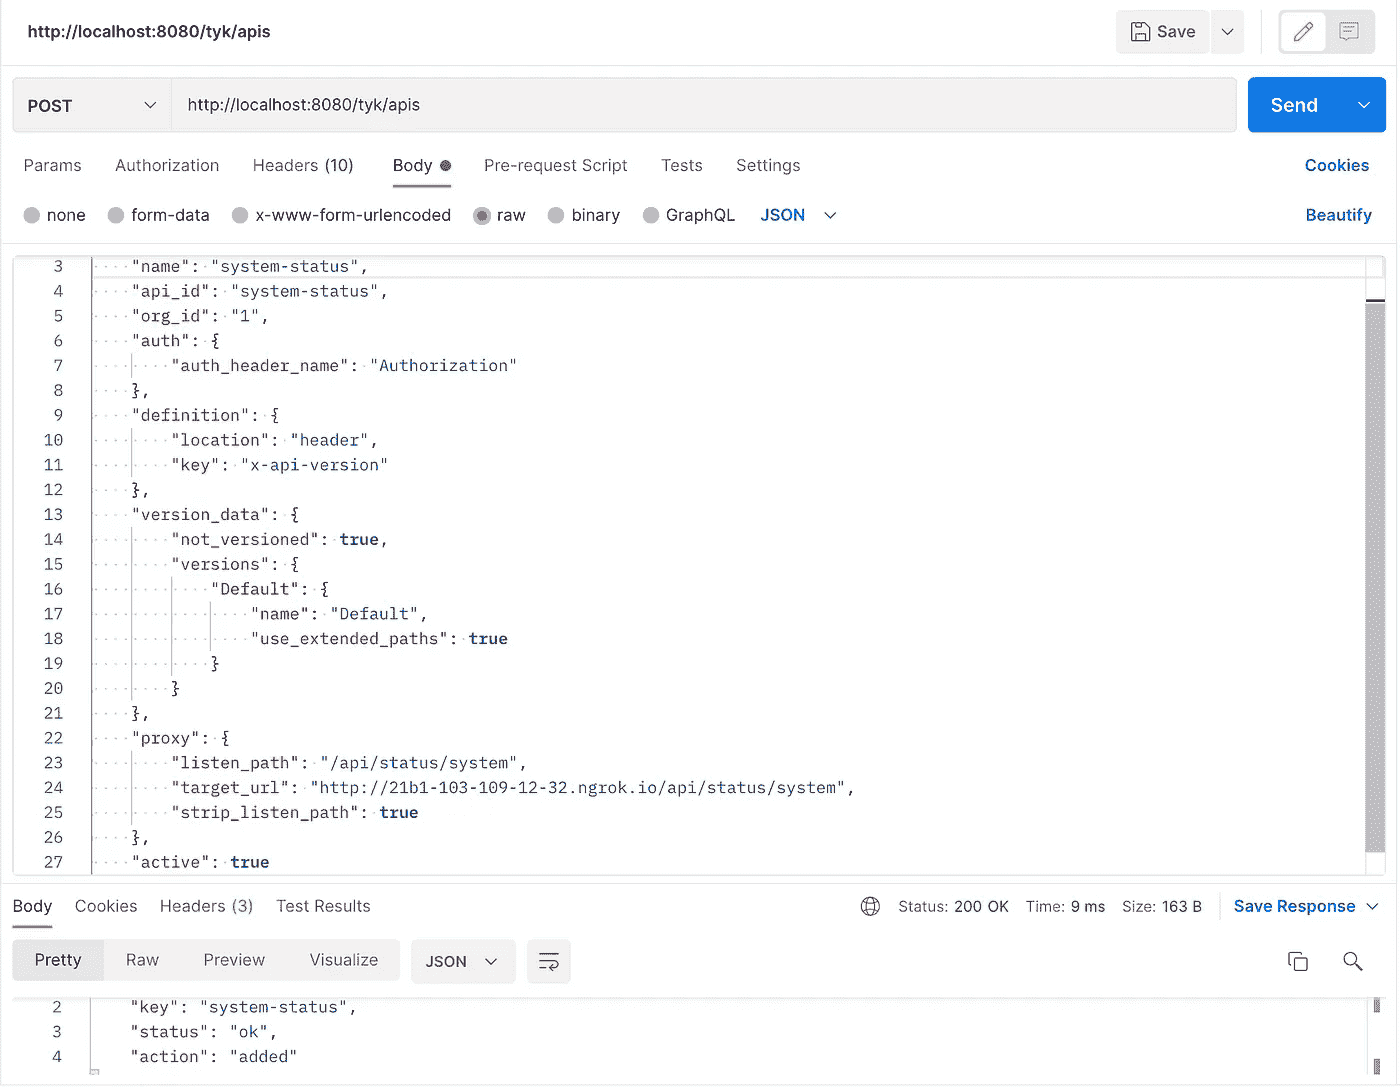 http://localhost:8080/tyk/apis
Save
POST
http://localhost:8080/tyk/apis
Send
Params Authorization Headers (10) Body Pre-request Script Tests Settings Cookies
none form-data x-www-form-urlencoded raw binary GraphQL JSON Beautify
3 "name": "system-status",
4 "api_id": "system-status",
5 "org_id": "1",
6 "auth": {
7 "auth_header_name": "Authorization"
8 },
9 "definition": {
10 "location": "header",
11 "key": "x-api-version"
12 },
13 "version_data": {
14 "not_versioned": true,
15 "versions": {
16 "Default": {
17 "name": "Default",
18 "use_extended_paths": true
19 }
20 }
21 },
22 "proxy": {
23 "listen_path": "/api/status/system",
24 "target_url": "http://21b1-103-109-12-32.ngrok.io/api/status/system",
25 "strip_listen_path": true
26 },
27 "active": true
Body Cookies Headers (3) Test Results Status: 200 OK Time: 9 ms Size: 163 B Save Response
Pretty Raw Preview Visualize JSON
2 "key": "system-status",
3 "status": "ok",
4 "action": "added"